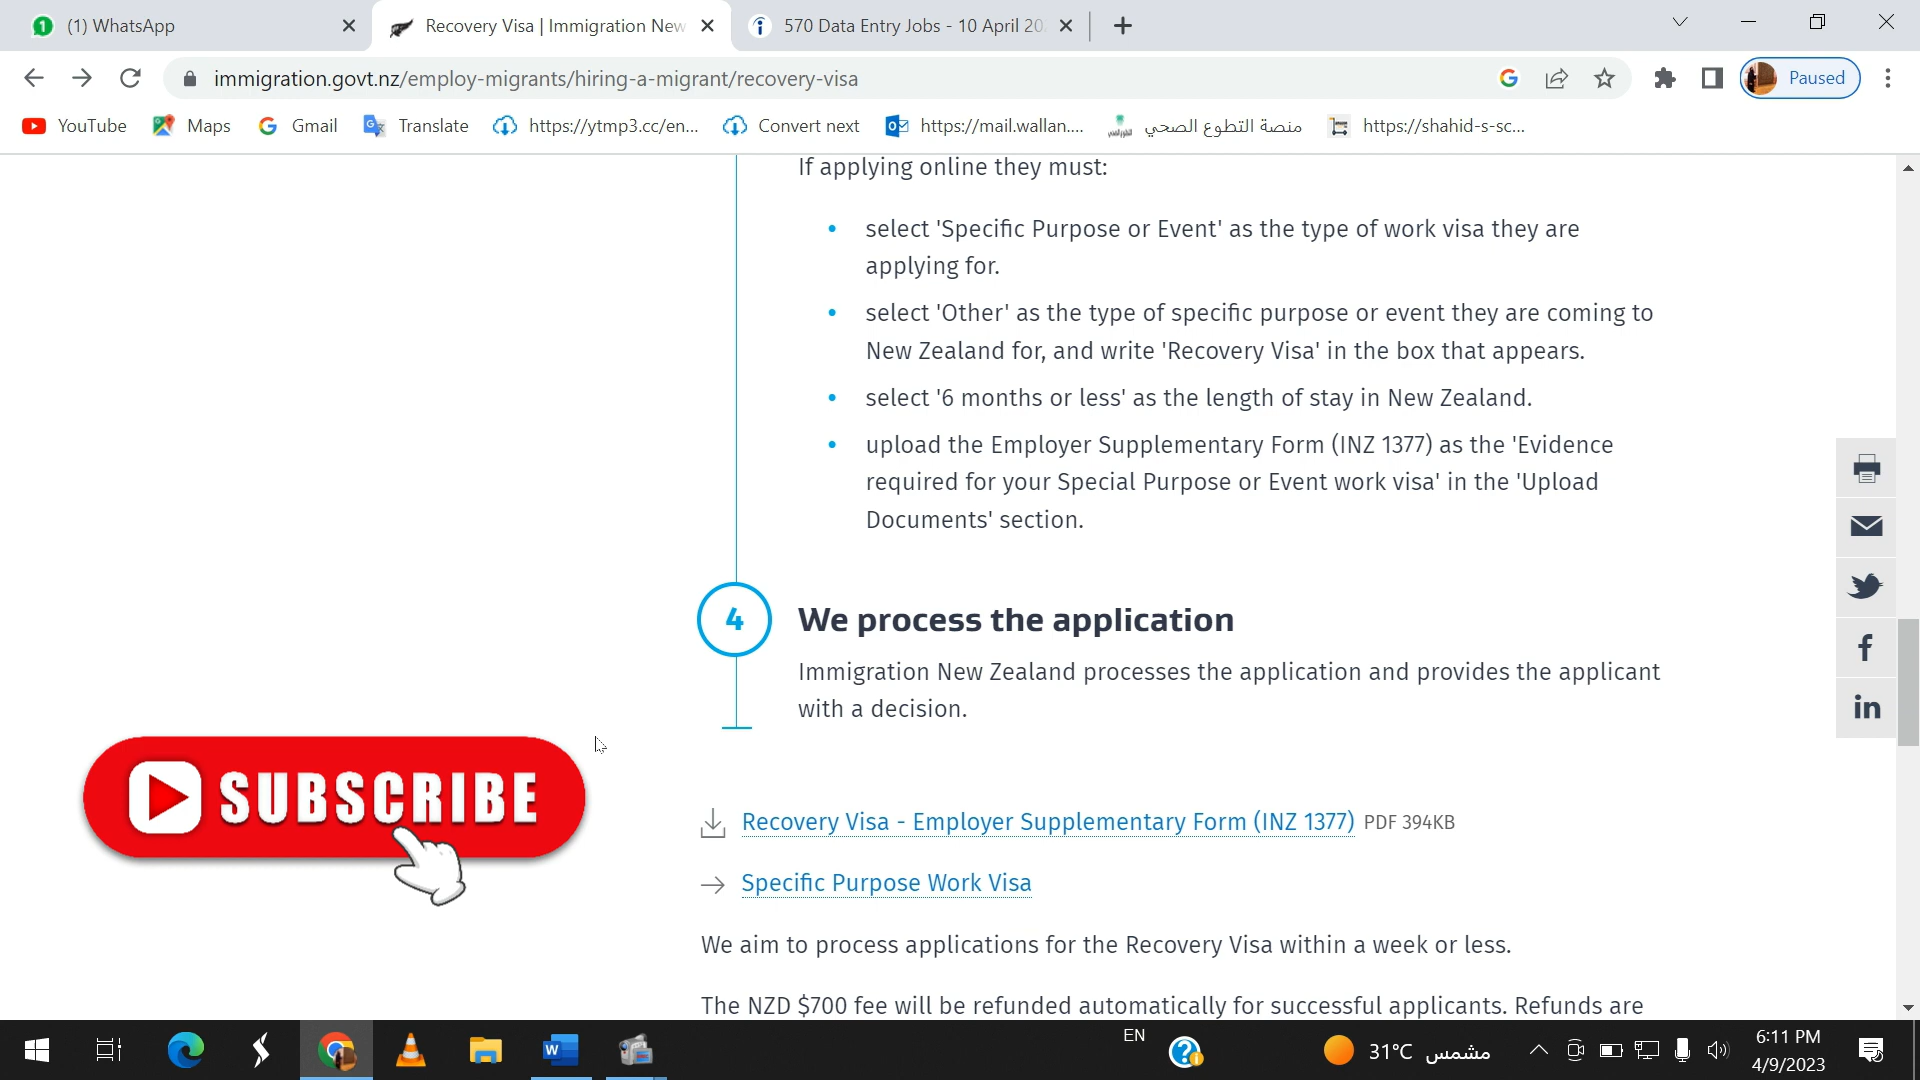 (1) WhatsApp
Recovery Visa | Immigration New
570 Data Entry Jobs - 10 April 20
immigration.govt.nz/employ-migrants/hiring-a-migrant/recovery-visa
Paused
YouTube
Maps
Gmail
Translate
https://ytmp3.cc/en...
Convert next
https://mail.wallan....
منصة التطوع الصحي
https://shahid-s-sc...
If applying online they must:
• select 'Specific Purpose or Event' as the type of work visa they are
applying for.
• select 'Other' as the type of specific purpose or event they are coming to
New Zealand for, and write 'Recovery Visa' in the box that appears.
• select '6 months or less' as the length of stay in New Zealand.
• upload the Employer Supplementary Form (INZ 1377) as the 'Evidence
required for your Special Purpose or Event work visa' in the 'Upload
Documents' section.
4 We process the application
Immigration New Zealand processes the application and provides the applicant
with a decision.
SUBSCRIBE
Recovery Visa - Employer Supplementary Form (INZ 1377) PDF 394KB
Specific Purpose Work Visa
We aim to process applications for the Recovery Visa within a week or less.
The NZD $700 fee will be refunded automatically for successful applicants. Refunds are
EN
31°C مشمس
6:11 PM
4/9/2023